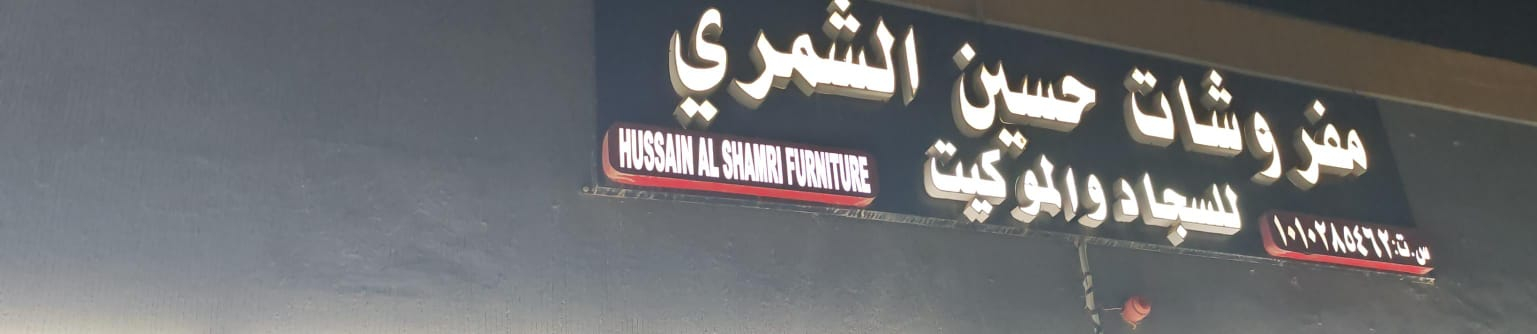 مفروشات حسين الشمري
للسجاد والموكيت
HUSSAIN AL SHAMRI FURNITURE
س.ت: ١٠١٠٢٨٥٤٦٢